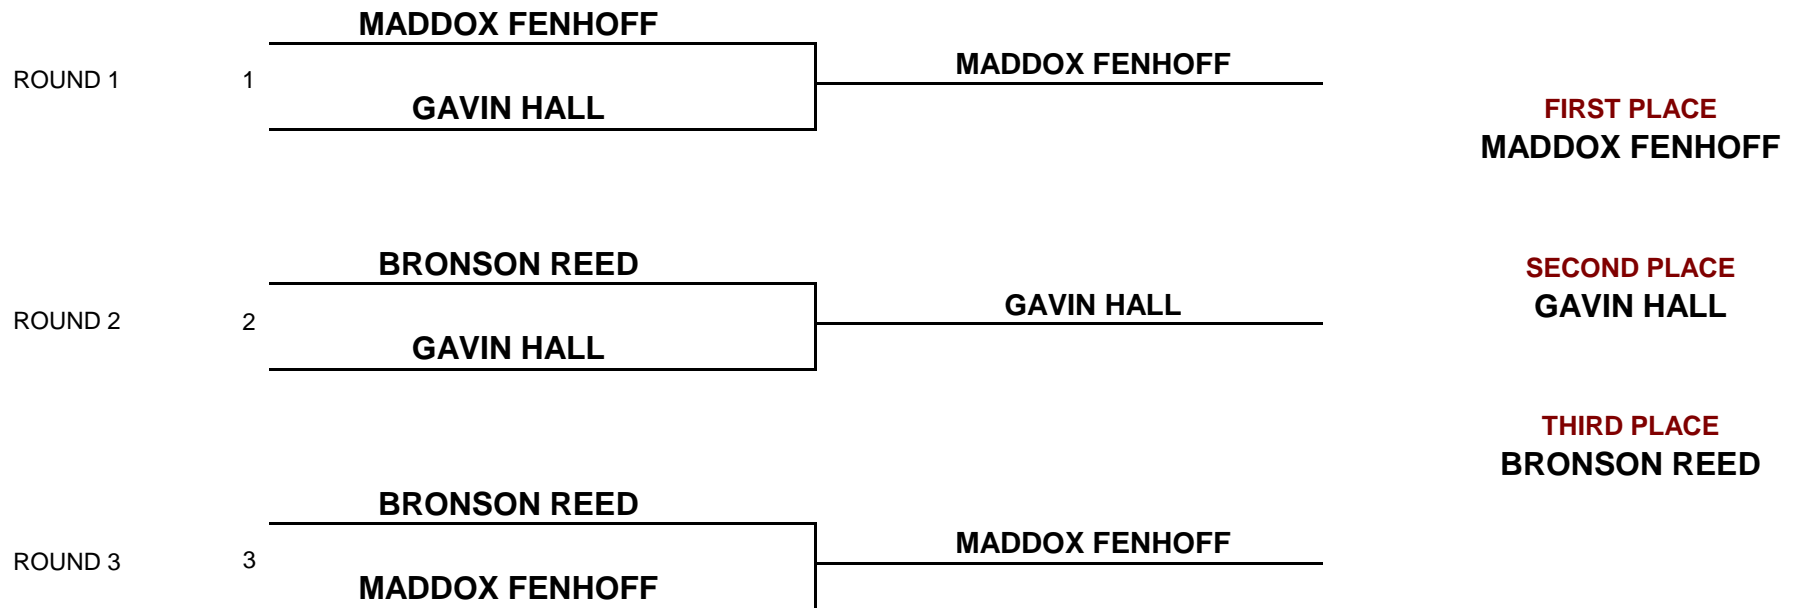 MADDOX FENHOFF
ROUND 1 1 MADDOX FENHOFF
GAVIN HALL
FIRST PLACE
MADDOX FENHOFF
BRONSON REED
ROUND 2 2 GAVIN HALL
GAVIN HALL
SECOND PLACE
GAVIN HALL
THIRD PLACE
BRONSON REED
BRONSON REED
ROUND 3 3 MADDOX FENHOFF
MADDOX FENHOFF